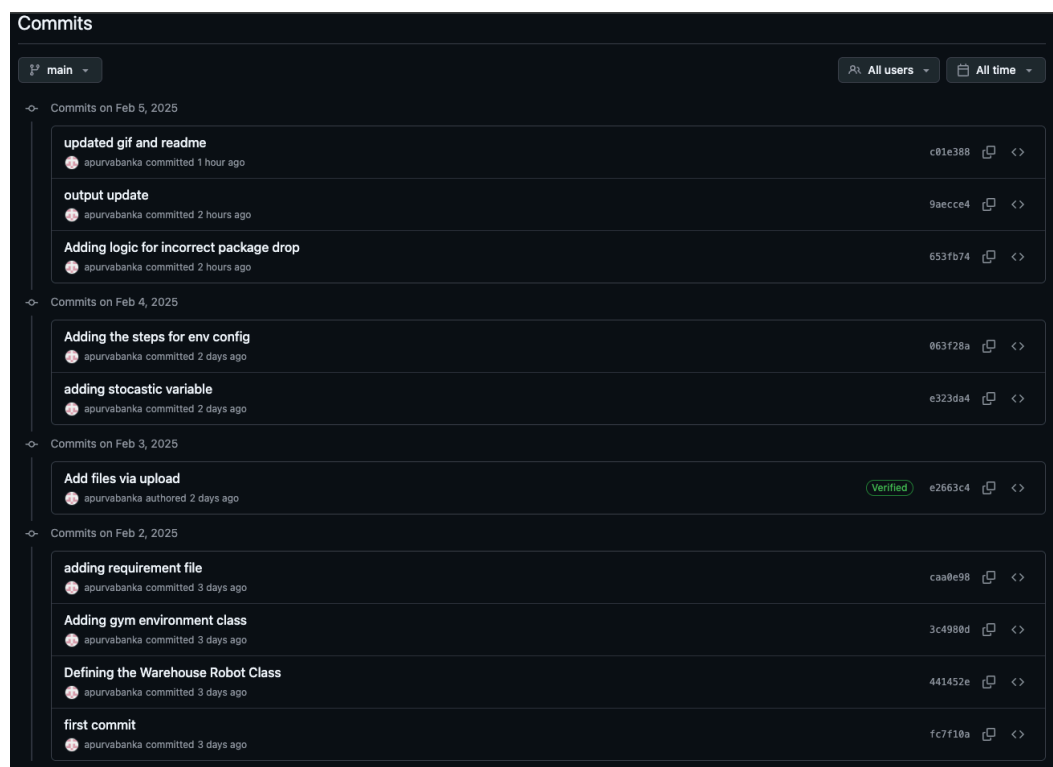 Commits
main
All users
All time
Commits on Feb 5, 2025
updated gif and readme
apurvabanka committed 1 hour ago
c01e388
output update
apurvabanka committed 2 hours ago
9aecce4
Adding logic for incorrect package drop
apurvabanka committed 2 hours ago
653fb74
Commits on Feb 4, 2025
Adding the steps for env config
apurvabanka committed 2 days ago
063f28a
adding stocastic variable
apurvabanka committed 2 days ago
e323da4
Commits on Feb 3, 2025
Add files via upload
apurvabanka authored 2 days ago
Verified
e2663c4
Commits on Feb 2, 2025
adding requirement file
apurvabanka committed 3 days ago
caa0e98
Adding gym environment class
apurvabanka committed 3 days ago
3c4980d
Defining the Warehouse Robot Class
apurvabanka committed 3 days ago
441452e
first commit
apurvabanka committed 3 days ago
fc7f10a